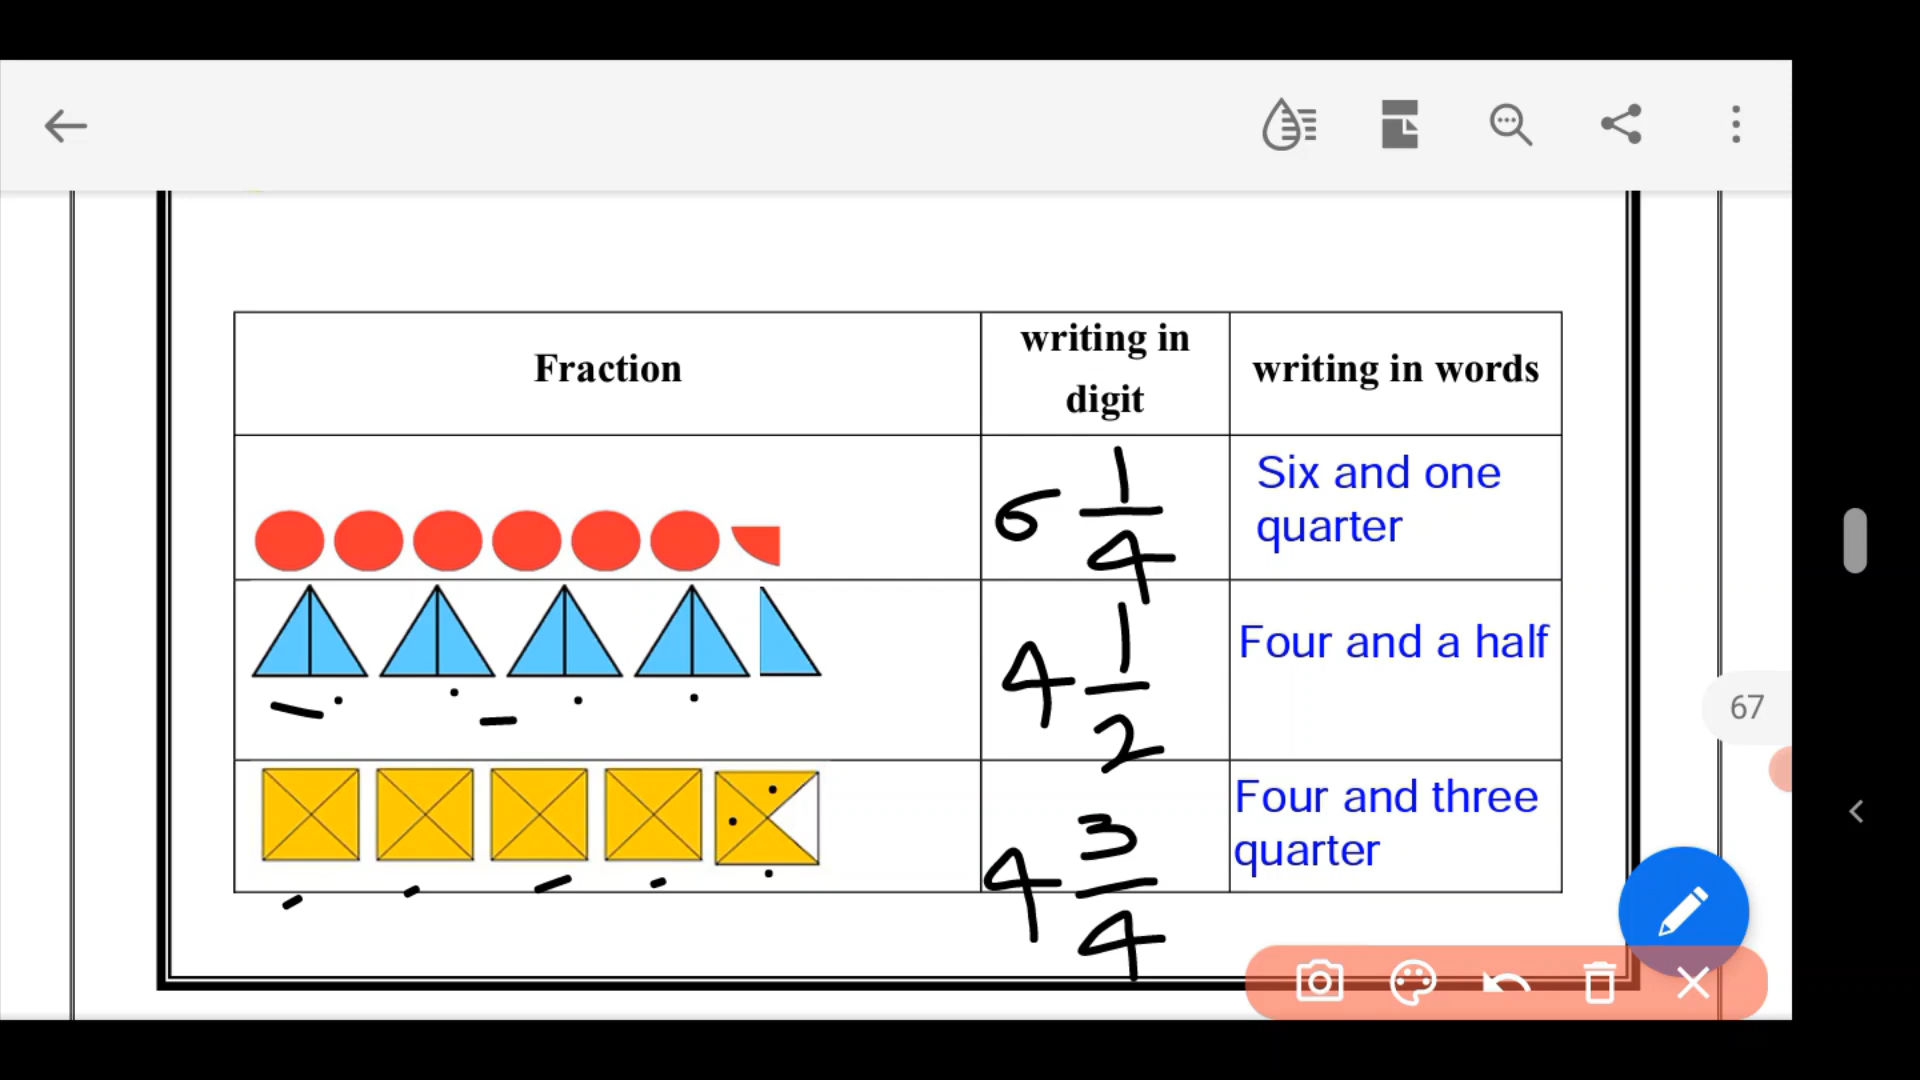 Fraction
writing in
digit
writing in words
6 1/4
Six and one
quarter
4 1/2
Four and a half
4 3/4
Four and three
quarter
67